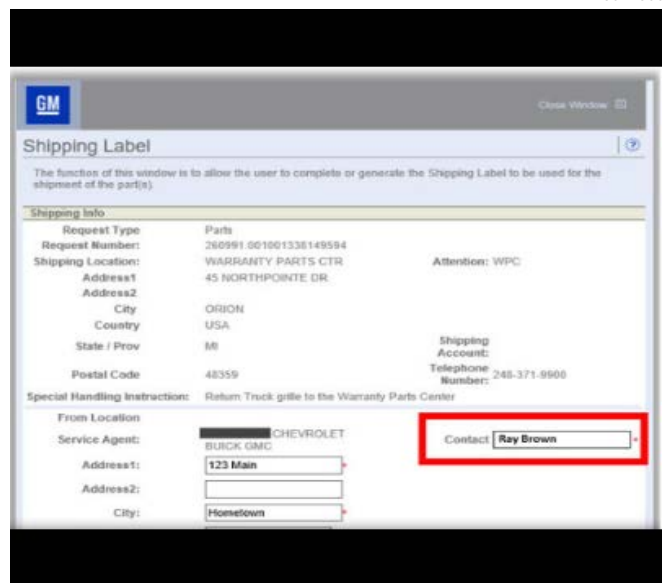 GM
Close Window
Shipping Label
The function of this window is to allow the user to complete or generate the Shipping Label to be used for the
shipment of the part(s).
Shipping Info
Request Type Parts
Request Number: 260991.001001338149594
Shipping Location: WARRANTY PARTS CTR Attention: WPC
Address1 45 NORTHPOINTE DR
Address2
City ORION
Country USA
State / Prov MI Shipping Account:
Postal Code 48359 Telephone Number: 248-371-9900
Special Handling Instruction: Return Truck grille to the Warranty Parts Center
From Location
Service Agent: CHEVROLET BUICK GMC Contact Ray Brown *
Address1: 123 Main *
Address2:
City: Hometown *